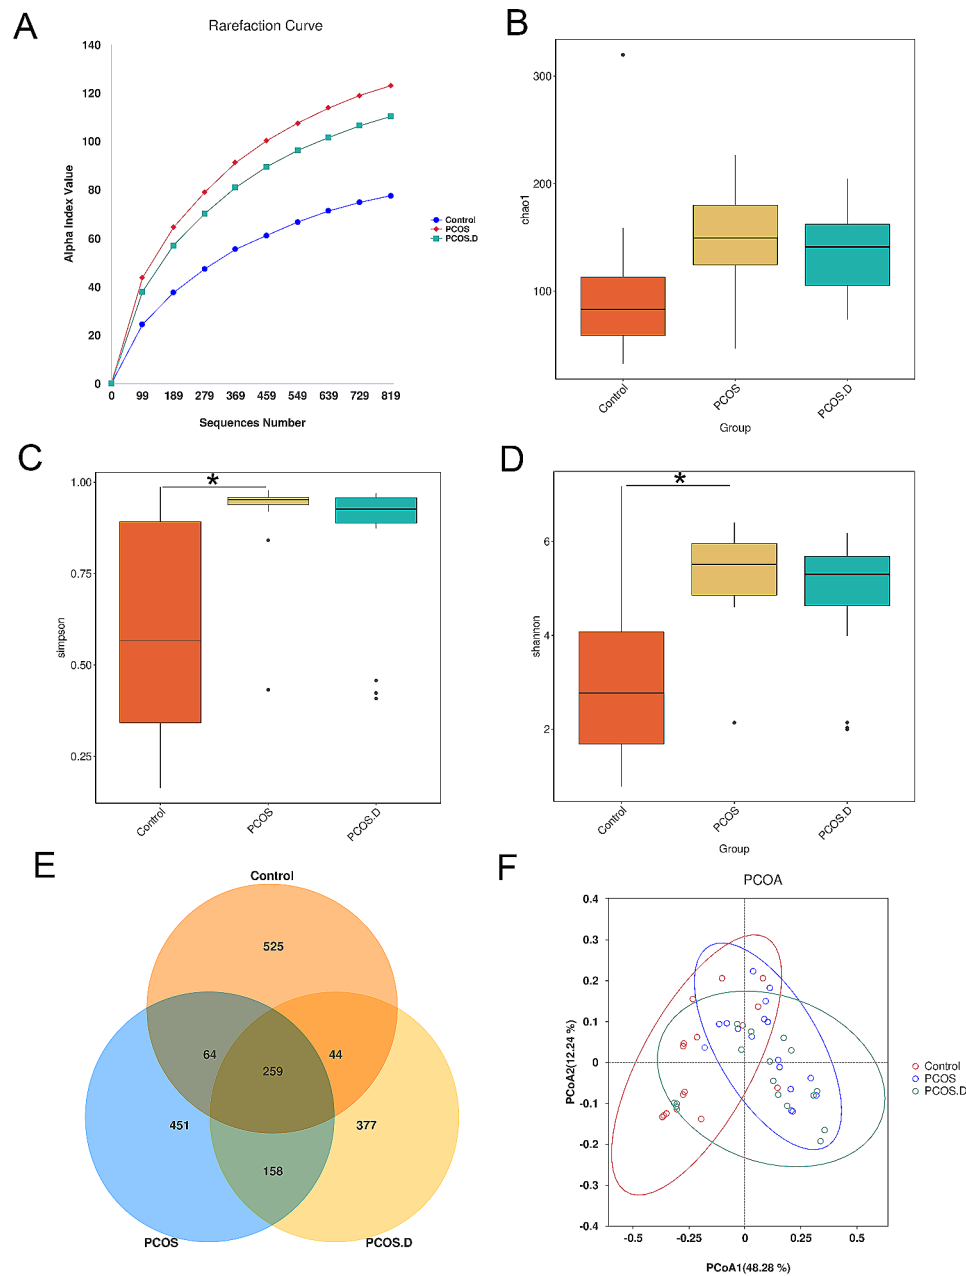 A
Rarefaction Curve
140
120
100
80
60
40
20
0
Alpha Index Value
0 99 189 279 369 459 549 639 729 819
Sequences Number
Control
PCOS
PCOS.D
B
300
200
100
chao1
Control PCOS PCOS.D
Group
C
1.00
0.75
0.50
0.25
simpson
*
Control PCOS PCOS.D
D
6
4
2
shannon
*
Control PCOS PCOS.D
Group
E
Control
525
64
44
259
451
377
158
PCOS
PCOS.D
F
PCOA
0.4
0.3
0.2
0.1
0
-0.1
-0.2
-0.3
-0.4
PCoA2(12.24 %)
-0.5 -0.25 0 0.25 0.5
PCoA1(48.28 %)
Control
PCOS
PCOS.D